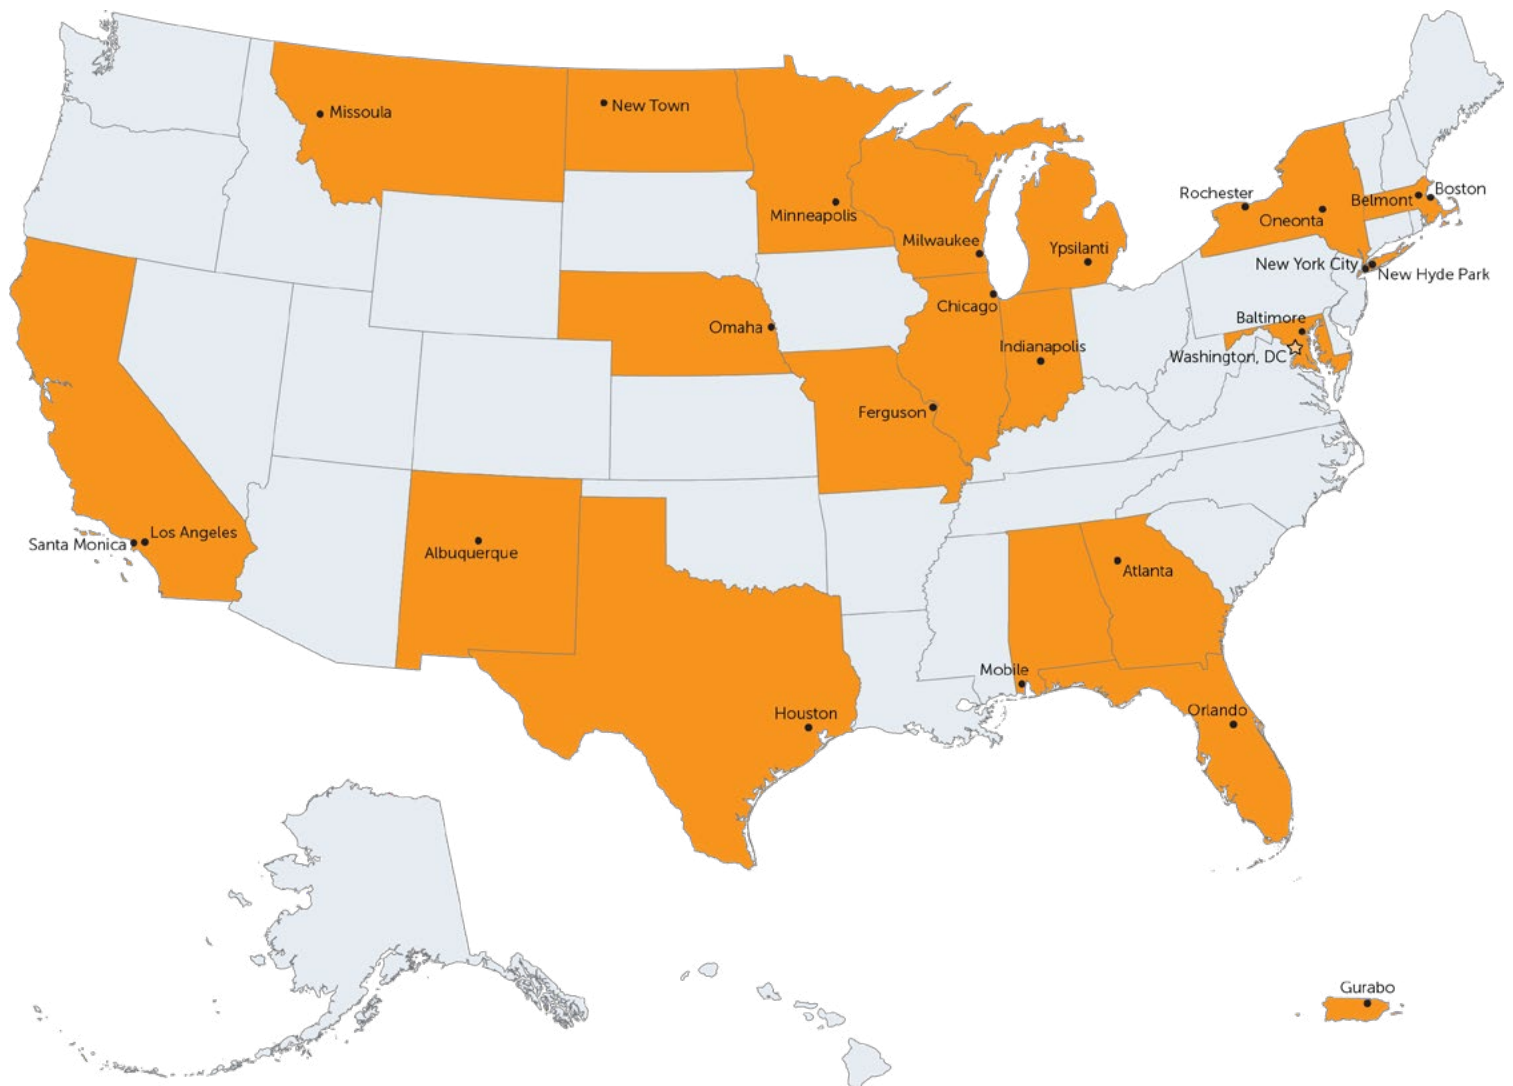 Missoula
New Town
Rochester
Boston
Belmont
Minneapolis
Oneonta
Milwaukee
Ypsilanti
New York City
New Hyde Park
Chicago
Baltimore
Omaha
Indianapolis
Washington, DC
Ferguson
Los Angeles
Santa Monica
Albuquerque
Atlanta
Mobile
Houston
Orlando
Gurabo